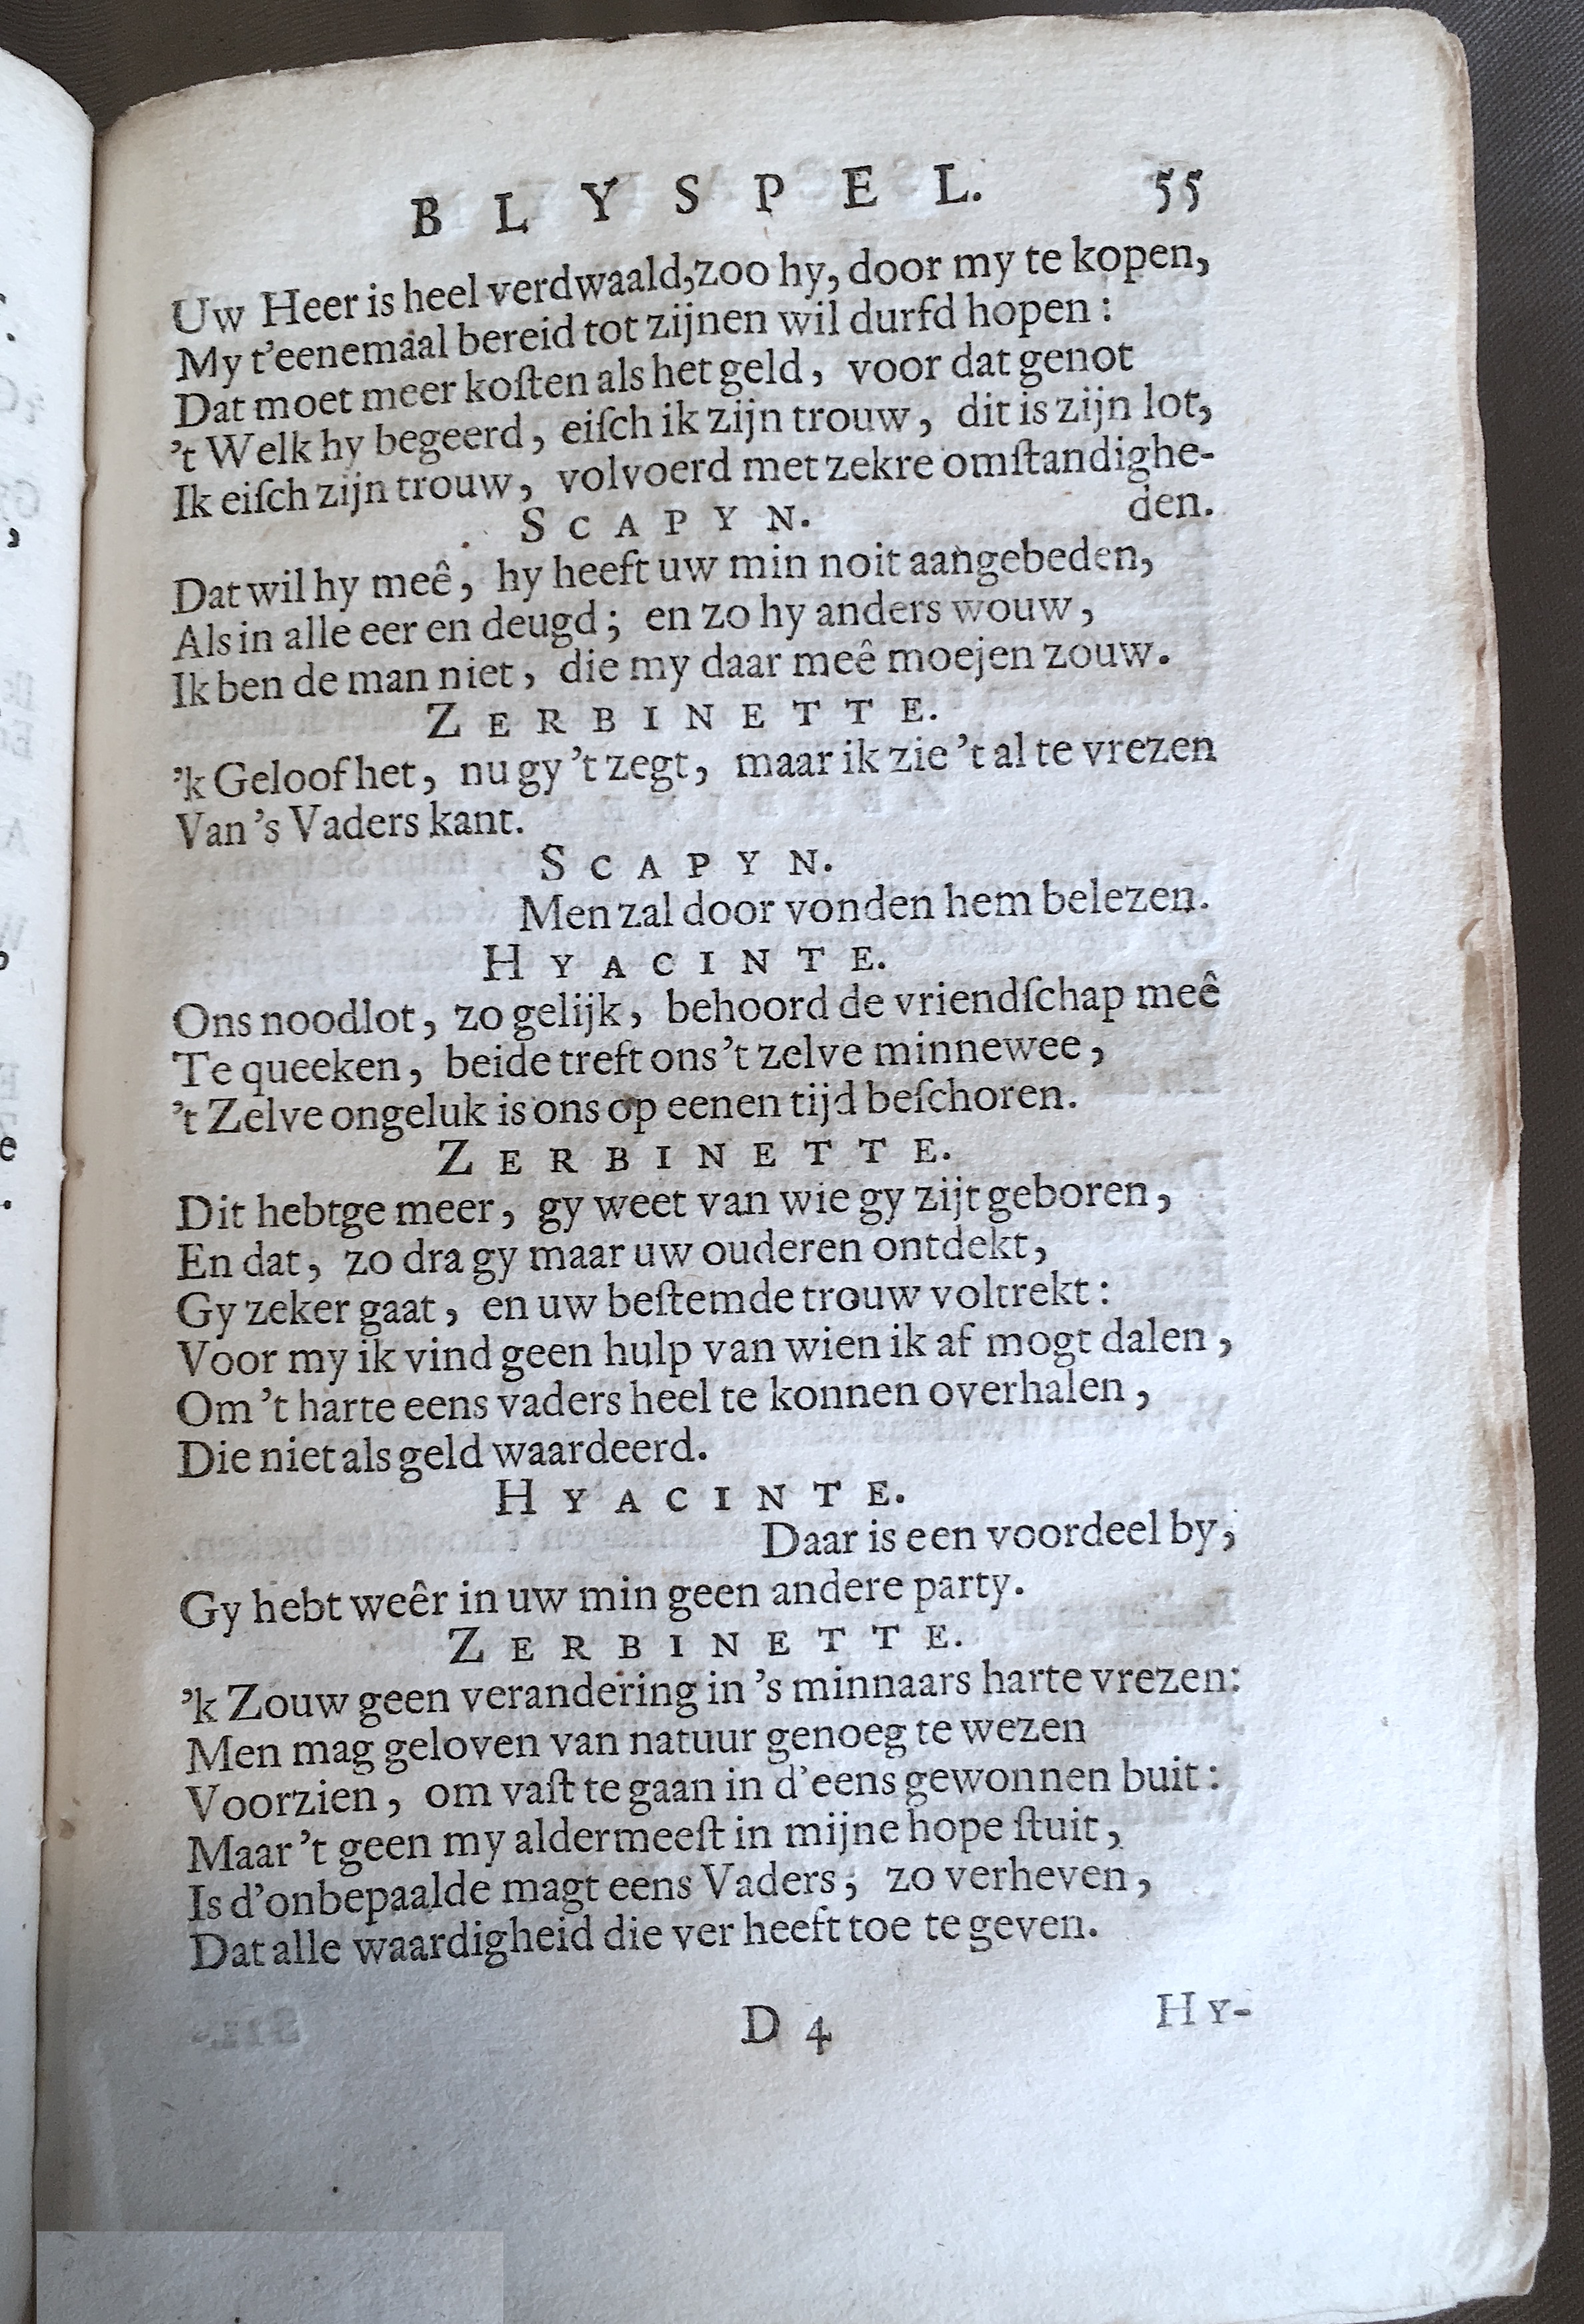 BLYSPEL. 55
Uw Heer is heel verdwaald, zoo hy, door my te kopen,
My t'eenemaal bereid tot zijnen wil durfd hopen:
Dat moet meer koſten als het geld, voor dat genot
't Welk hy begeerd, eiſch ik zijn trouw, dit is zijn lot,
Ik eiſch zijn trouw, volvoerd met zekre omſtandighe-
den.
SCAPYN.
Dat wil hy meê, hy heeft uw min noit aangebeden,
Als in alle eer en deugd; en zo hy anders wouw,
Ik ben de man niet, die my daar meê moejen zouw.
ZERBINETTE.
'k Geloof het, nu gy 't zegt, maar ik zie 't al te vrezen
Van 's Vaders kant.
SCAPYN.
Men zal door vonden hem belezen.
HYACINTE.
Ons noodlot, zo gelijk, behoord de vriendſchap meê
Te queeken, beide treft ons 't zelve minnewee,
't Zelve ongeluk is ons op eenen tijd beſchoren.
ZERBINETTE.
Dit hebtge meer, gy weet van wie gy zijt geboren,
En dat, zo dra gy maar uw ouderen ontdekt,
Gy zeker gaat, en uw beſtemde trouw voltrekt:
Voor my ik vind geen hulp van wien ik af mogt dalen,
Om 't harte eens vaders heel te konnen overhalen,
Die niet als geld waardeerd.
HYACINTE.
Daar is een voordeel by,
Gy hebt weêr in uw min geen andere party.
ZERBINETTE.
'k Zouw geen verandering in 's minnaars harte vrezen:
Men mag geloven van natuur genoeg te wezen
Voorzien, om vaſt te gaan in d'eens gewonnen buit:
Maar 't geen my aldermeeſt in mijne hope ſtuit,
Is d'onbepaalde magt eens Vaders; zo verheven,
Dat alle waardigheid die ver heeft toe te geven.
D 4 HY-